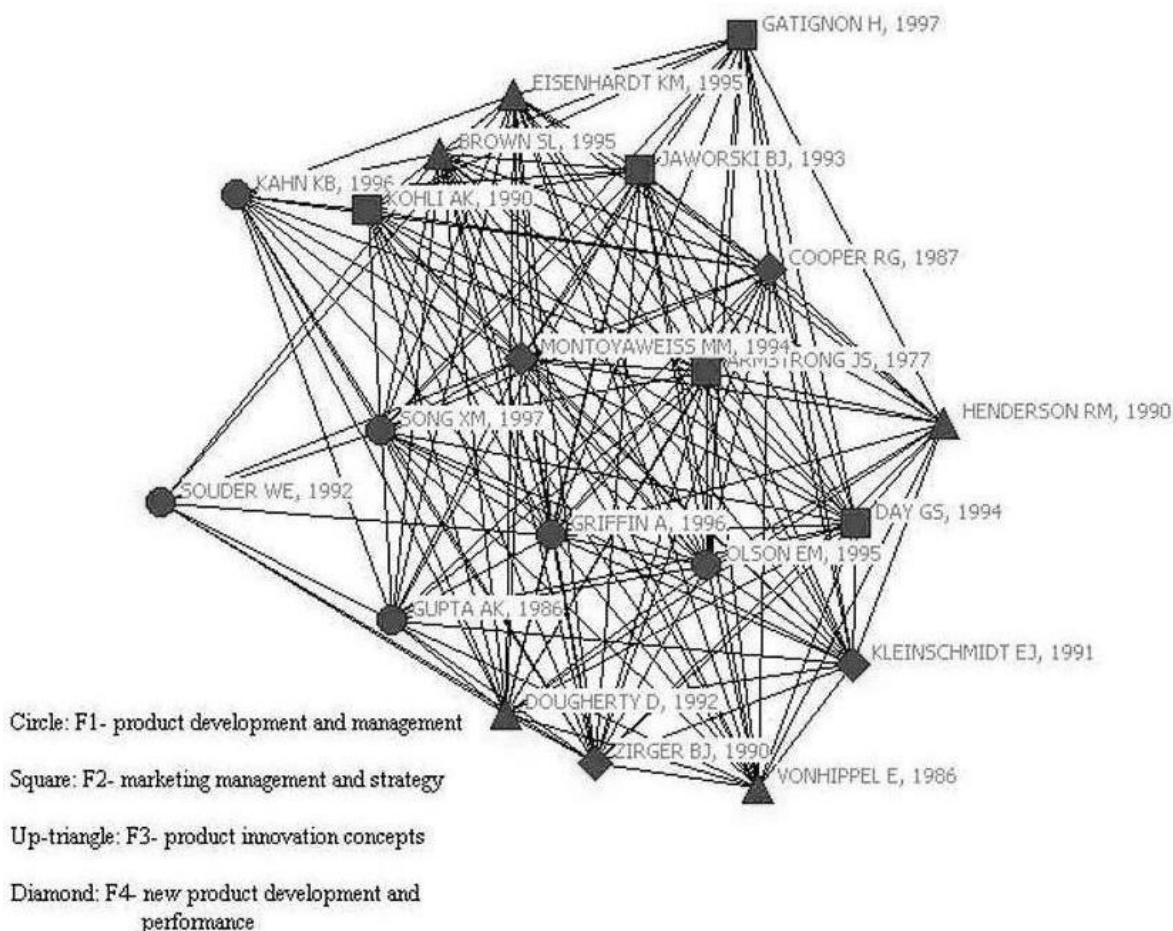 GATIGNON H, 1997
EISENHARDT KM, 1995
BROWN SL, 1995
JAWORSKI BJ, 1993
KAHN KB, 1996
KOHLI AK, 1990
COOPER RG, 1987
MONTOYAWEISS MM, 1994
ARMSTRONG JS, 1977
HENDERSON RM, 1990
SONG XM, 1997
SOUDER WE, 1992
GRIFFIN A, 1996
DAY GS, 1994
OLSON EM, 1995
GUPTA AK, 1986
KLEINSCHMIDT EJ, 1991
DOUGHERTY D, 1992
ZIRGER BJ, 1990
VONHIPPEL E, 1986
Circle: F1- product development and management
Square: F2- marketing management and strategy
Up-triangle: F3- product innovation concepts
Diamond: F4- new product development and
performance